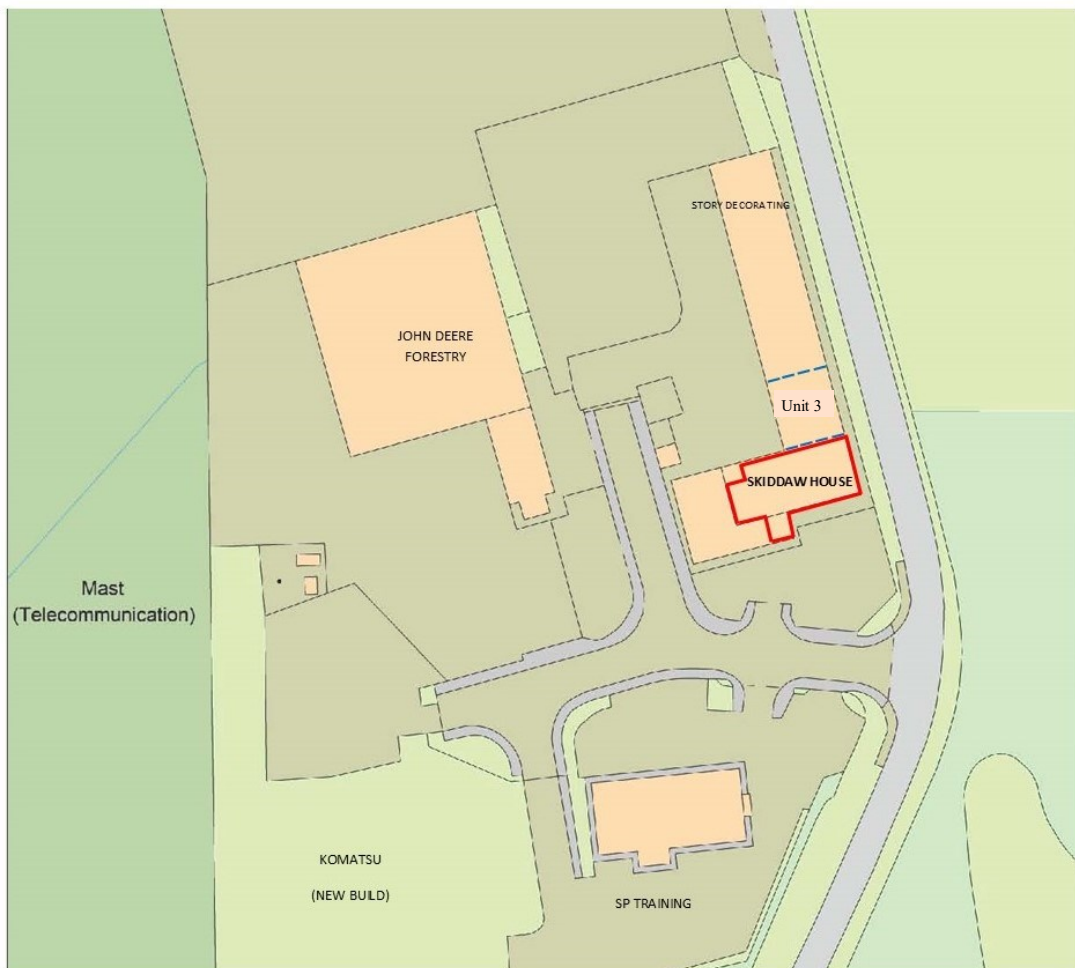 STORY DECORATING
JOHN DEERE
FORESTRY
Unit 3
SKIDDAW HOUSE
Mast
(Telecommunication)
KOMATSU
(NEW BUILD)
SP TRAINING